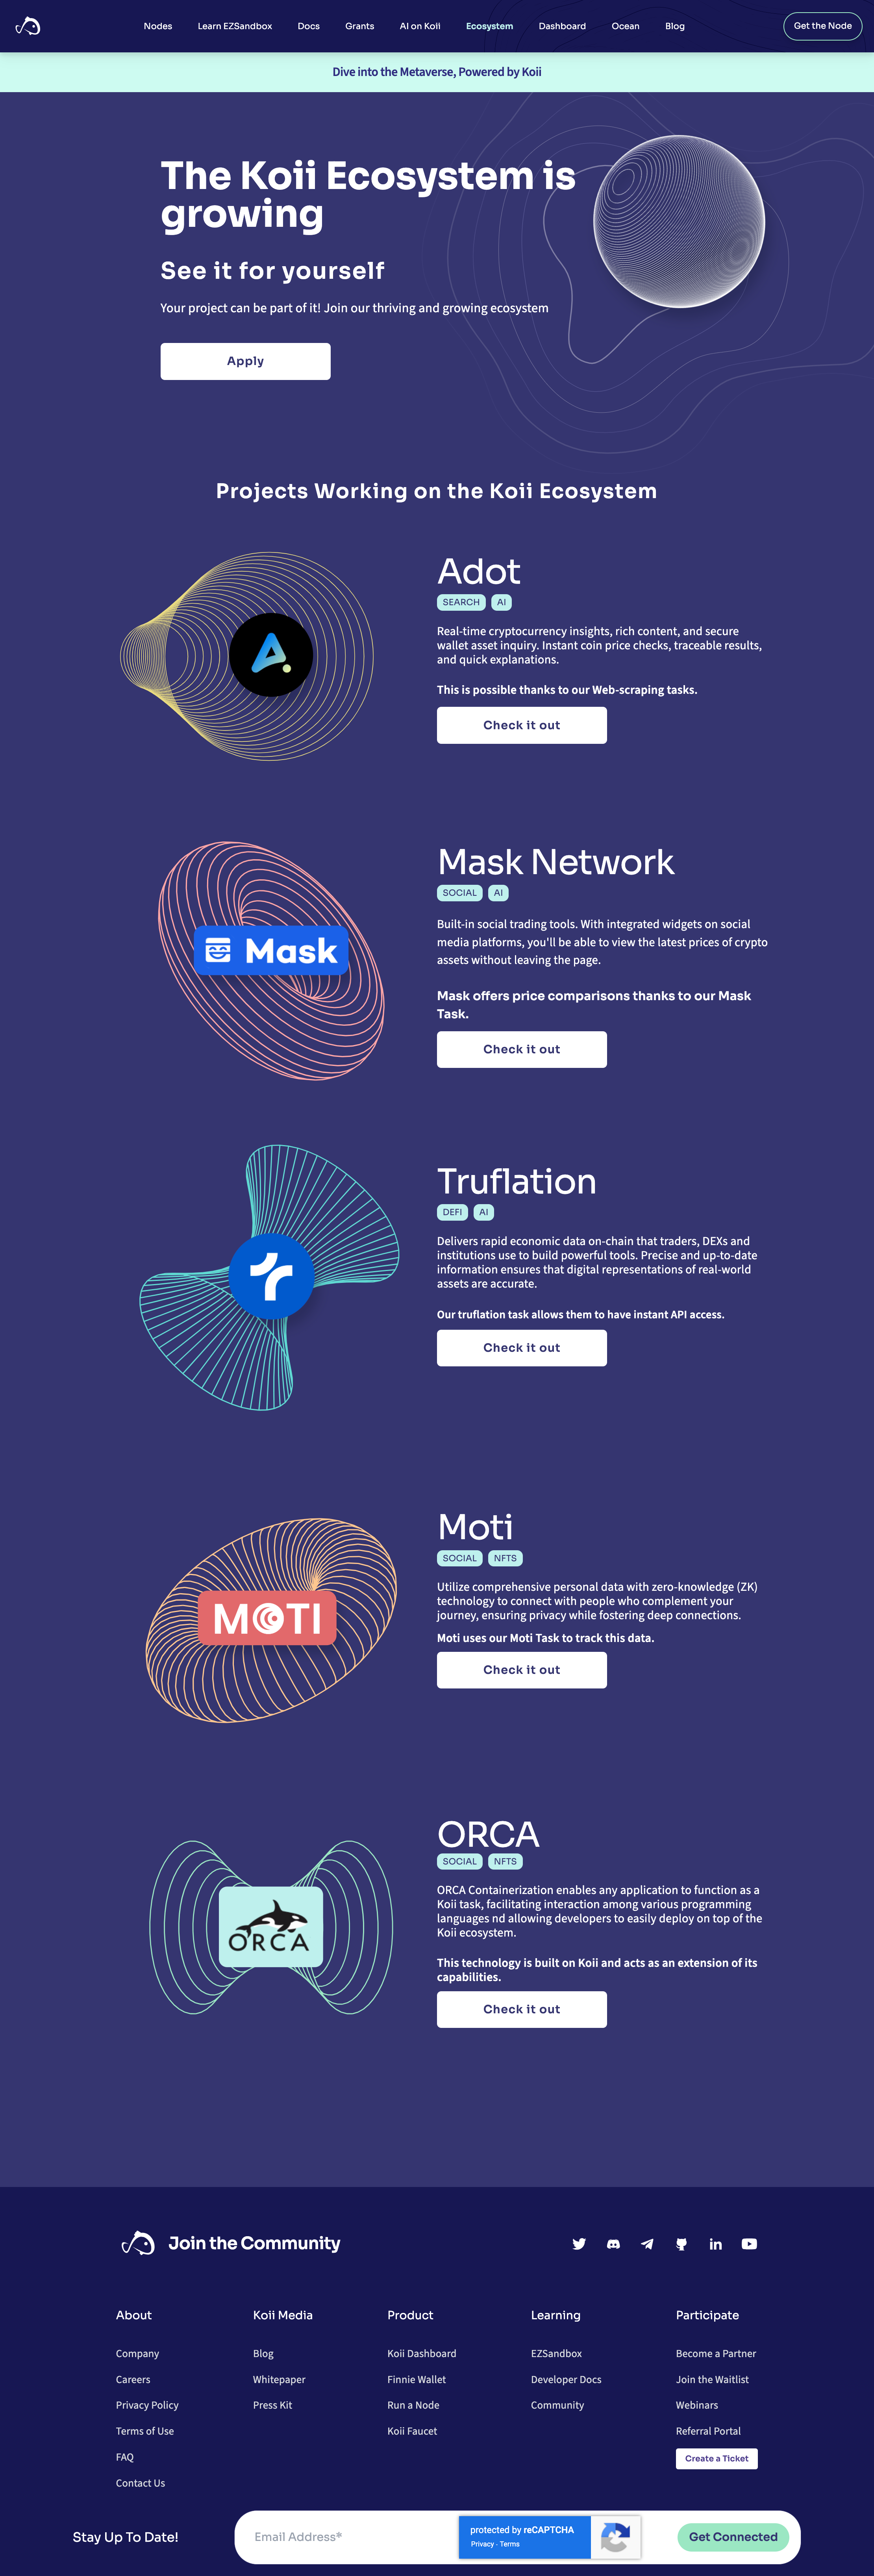 Nodes Learn EZSandbox Docs Grants AI on Koii Ecosystem Dashboard Ocean Blog Get the Node
Dive into the Metaverse, Powered by Koii
The Koii Ecosystem is
growing
See it for yourself
Your project can be part of it! Join our thriving and growing ecosystem
Apply
Projects Working on the Koii Ecosystem
Adot
SEARCH AI
Real-time cryptocurrency insights, rich content, and secure
wallet asset inquiry. Instant coin price checks, traceable results,
and quick explanations.
This is possible thanks to our Web-scraping tasks.
Check it out
Mask
Mask Network
SOCIAL AI
Built-in social trading tools. With integrated widgets on social
media platforms, you'll be able to view the latest prices of crypto
assets without leaving the page.
Mask offers price comparisons thanks to our Mask
Task.
Check it out
Truflation
DEFI AI
Delivers rapid economic data on-chain that traders, DEXs and
institutions use to build powerful tools. Precise and up-to-date
information ensures that digital representations of real-world
assets are accurate.
Our truflation task allows them to have instant API access.
Check it out
MOTI
Moti
SOCIAL NFTS
Utilize comprehensive personal data with zero-knowledge (ZK)
technology to connect with people who complement your
journey, ensuring privacy while fostering deep connections.
Moti uses our Moti Task to track this data.
Check it out
ORCA
ORCA
SOCIAL NFTS
ORCA Containerization enables any application to function as a
Koii task, facilitating interaction among various programming
languages nd allowing developers to easily deploy on top of the
Koii ecosystem.
This technology is built on Koii and acts as an extension of its
capabilities.
Check it out
Join the Community
About
Company
Careers
Privacy Policy
Terms of Use
FAQ
Contact Us
Koii Media
Blog
Whitepaper
Press Kit
Product
Koii Dashboard
Finnie Wallet
Run a Node
Koii Faucet
Learning
EZSandbox
Developer Docs
Community
Participate
Become a Partner
Join the Waitlist
Webinars
Referral Portal
Create a Ticket
Stay Up To Date!
Email Address*
protected by reCAPTCHA
Privacy - Terms
Get Connected